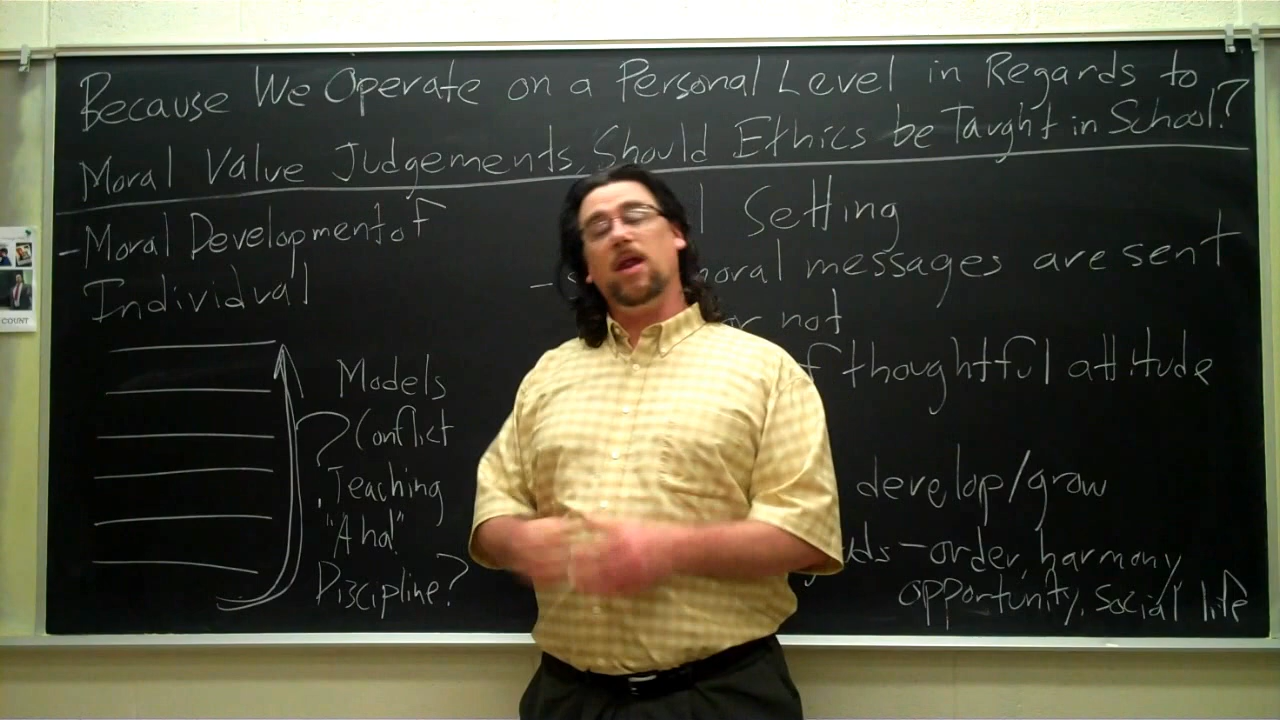 Because We Operate on a Personal Level in Regards to
Moral Value Judgements, Should Ethics be Taught in School?
- Moral Development of
Individual
Models
? Conflict
Teaching
"Aha"
Discipline?
Setting
- moral messages are sent
or not
f thoughtful attitude
develop/grow
- order, harmony
opportunity, social life
COUNT